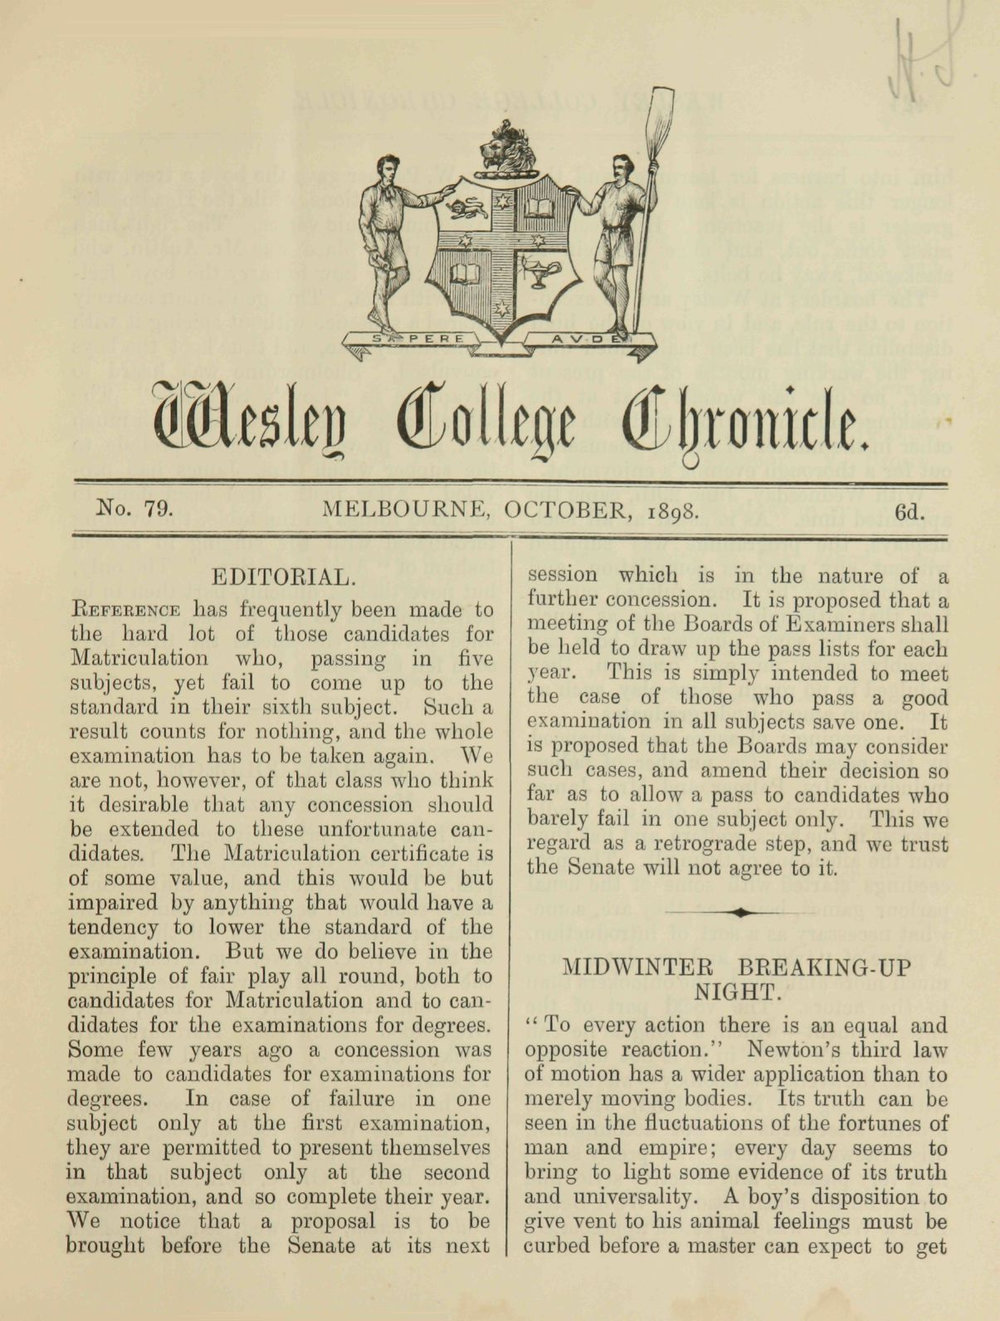 SAPERE AVDE
Wesley College Chronicle.
No. 79. MELBOURNE, OCTOBER, 1898. 6d.
EDITORIAL.
REFERENCE has frequently been made to
the hard lot of those candidates for
Matriculation who, passing in five
subjects, yet fail to come up to the
standard in their sixth subject. Such a
result counts for nothing, and the whole
examination has to be taken again. We
are not, however, of that class who think
it desirable that any concession should
be extended to these unfortunate can-
didates. The Matriculation certificate is
of some value, and this would be but
impaired by anything that would have a
tendency to lower the standard of the
examination. But we do believe in the
principle of fair play all round, both to
candidates for Matriculation and to can-
didates for the examinations for degrees.
Some few years ago a concession was
made to candidates for examinations for
degrees. In case of failure in one
subject only at the first examination,
they are permitted to present themselves
in that subject only at the second
examination, and so complete their year.
We notice that a proposal is to be
brought before the Senate at its next
session which is in the nature of a
further concession. It is proposed that a
meeting of the Boards of Examiners shall
be held to draw up the pass lists for each
year. This is simply intended to meet
the case of those who pass a good
examination in all subjects save one. It
is proposed that the Boards may consider
such cases, and amend their decision so
far as to allow a pass to candidates who
barely fail in one subject only. This we
regard as a retrograde step, and we trust
the Senate will not agree to it.
MIDWINTER BREAKING-UP
NIGHT.
“To every action there is an equal and
opposite reaction.” Newton's third law
of motion has a wider application than to
merely moving bodies. Its truth can be
seen in the fluctuations of the fortunes of
man and empire; every day seems to
bring to light some evidence of its truth
and universality. A boy's disposition to
give vent to his animal feelings must be
curbed before a master can expect to get